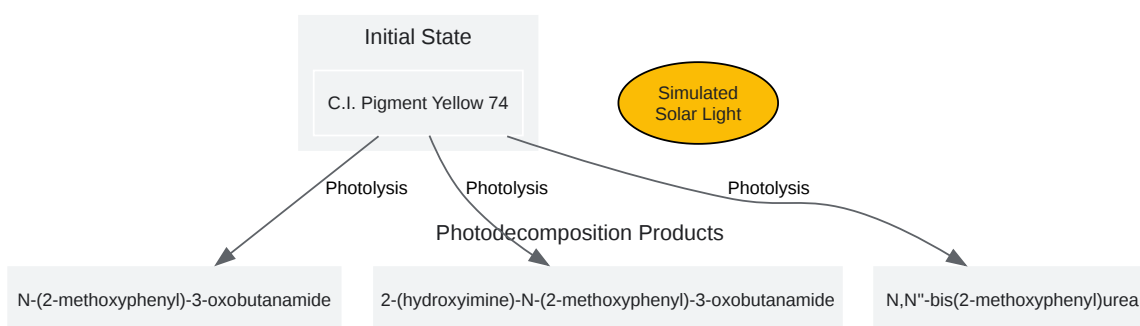 Initial State
C.I. Pigment Yellow 74
Simulated
Solar Light
Photolysis
Photolysis
Photolysis
Photodecomposition Products
N-(2-methoxyphenyl)-3-oxobutanamide
2-(hydroxyimine)-N-(2-methoxyphenyl)-3-oxobutanamide
N,N"-bis(2-methoxyphenyl)urea